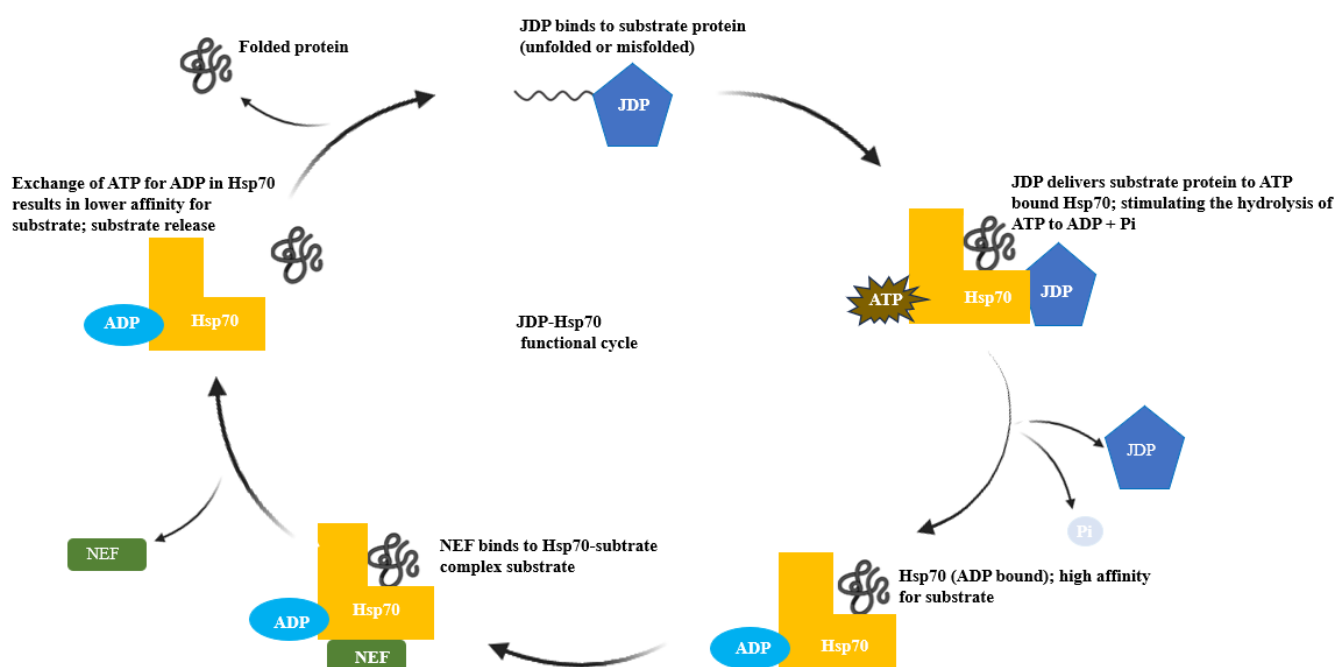 Folded protein
JDP binds to substrate protein
(unfolded or misfolded)
JDP
Exchange of ATP for ADP in Hsp70
results in lower affinity for
substrate; substrate release
ADP
Hsp70
JDP delivers substrate protein to ATP
bound Hsp70; stimulating the hydrolysis of
ATP to ADP + Pi
ATP
Hsp70
JDP
JDP-Hsp70
functional cycle
JDP
Pi
NEF
NEF binds to Hsp70-subtrate
complex substrate
Hsp70
ADP
NEF
Hsp70 (ADP bound); high affinity
for substrate
ADP
Hsp70